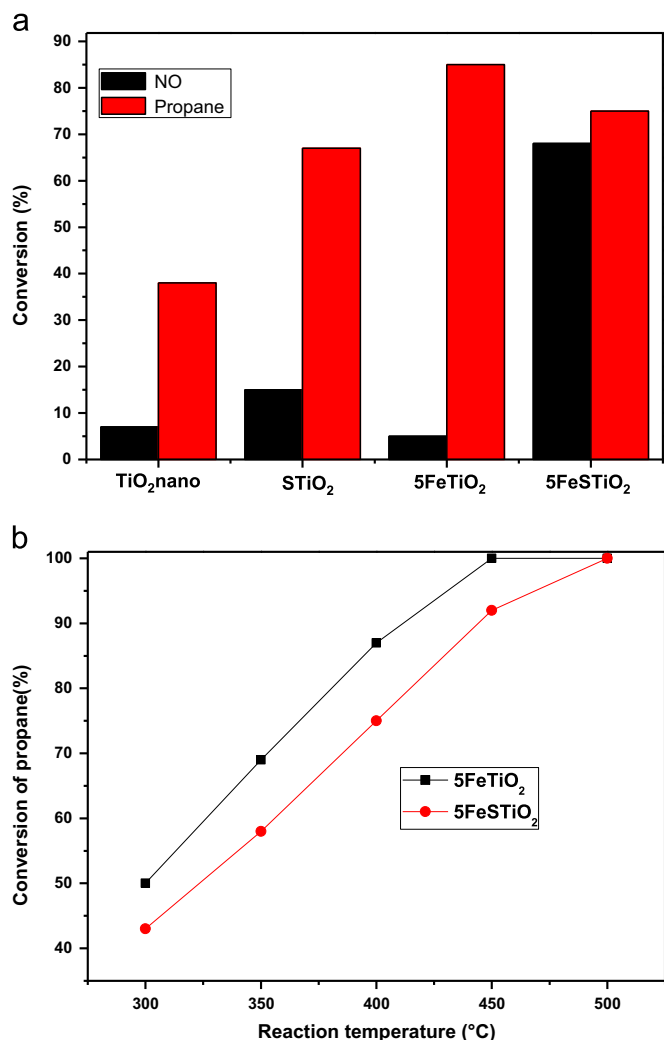 a
90
80
70
60
50
40
30
20
10
0
Conversion (%)
NO
Propane
TiO₂nano
STiO₂
5FeTiO₂
5FeSTiO₂
b
100
90
80
70
60
50
40
Conversion of propane(%)
5FeTiO₂
5FeSTiO₂
300
350
400
450
500
Reaction temperature (°C)